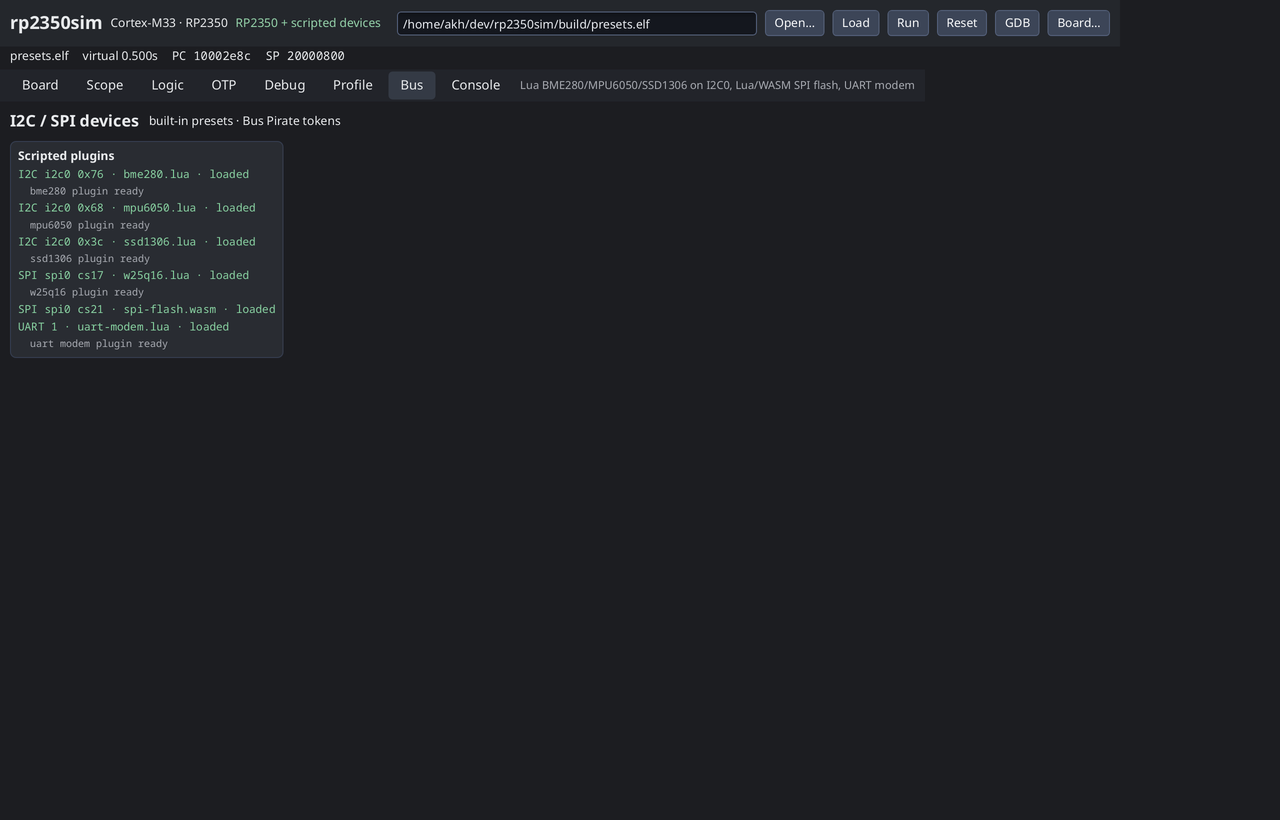 rp2350sim Cortex-M33 · RP2350 RP2350 + scripted devices /home/akh/dev/rp2350sim/build/presets.elf Open... Load Run Reset GDB Board...
presets.elf virtual 0.500s PC 10002e8c SP 20000800
Board Scope Logic OTP Debug Profile Bus Console Lua BME280/MPU6050/SSD1306 on I2C0, Lua/WASM SPI flash, UART modem
I2C / SPI devices built-in presets · Bus Pirate tokens
Scripted plugins
I2C i2c0 0x76 · bme280.lua · loaded
bme280 plugin ready
I2C i2c0 0x68 · mpu6050.lua · loaded
mpu6050 plugin ready
I2C i2c0 0x3c · ssd1306.lua · loaded
ssd1306 plugin ready
SPI spi0 cs17 · w25q16.lua · loaded
w25q16 plugin ready
SPI spi0 cs21 · spi-flash.wasm · loaded
UART 1 · uart-modem.lua · loaded
uart modem plugin ready